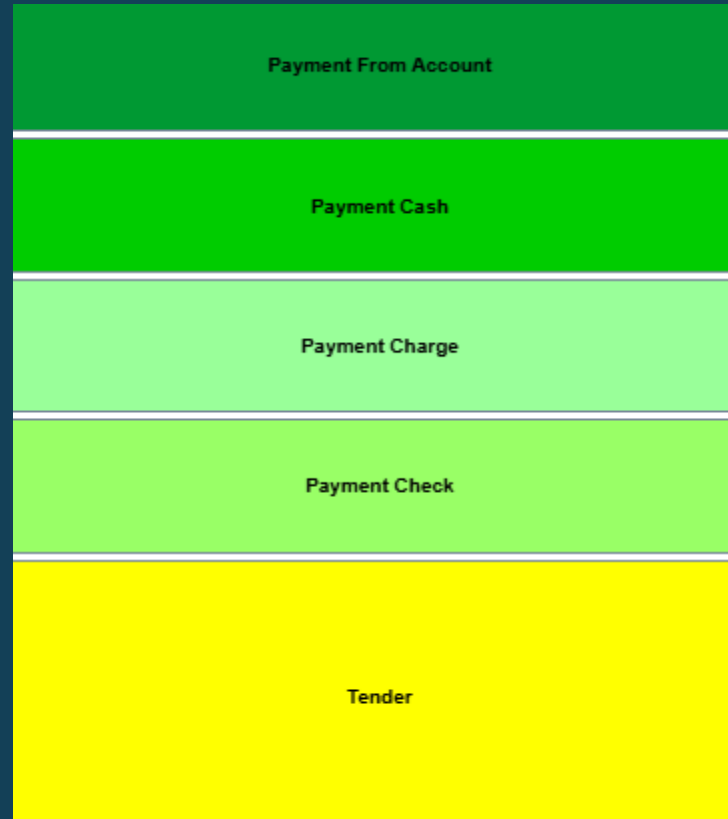 Payment From Account
Payment Cash
Payment Charge
Payment Check
Tender